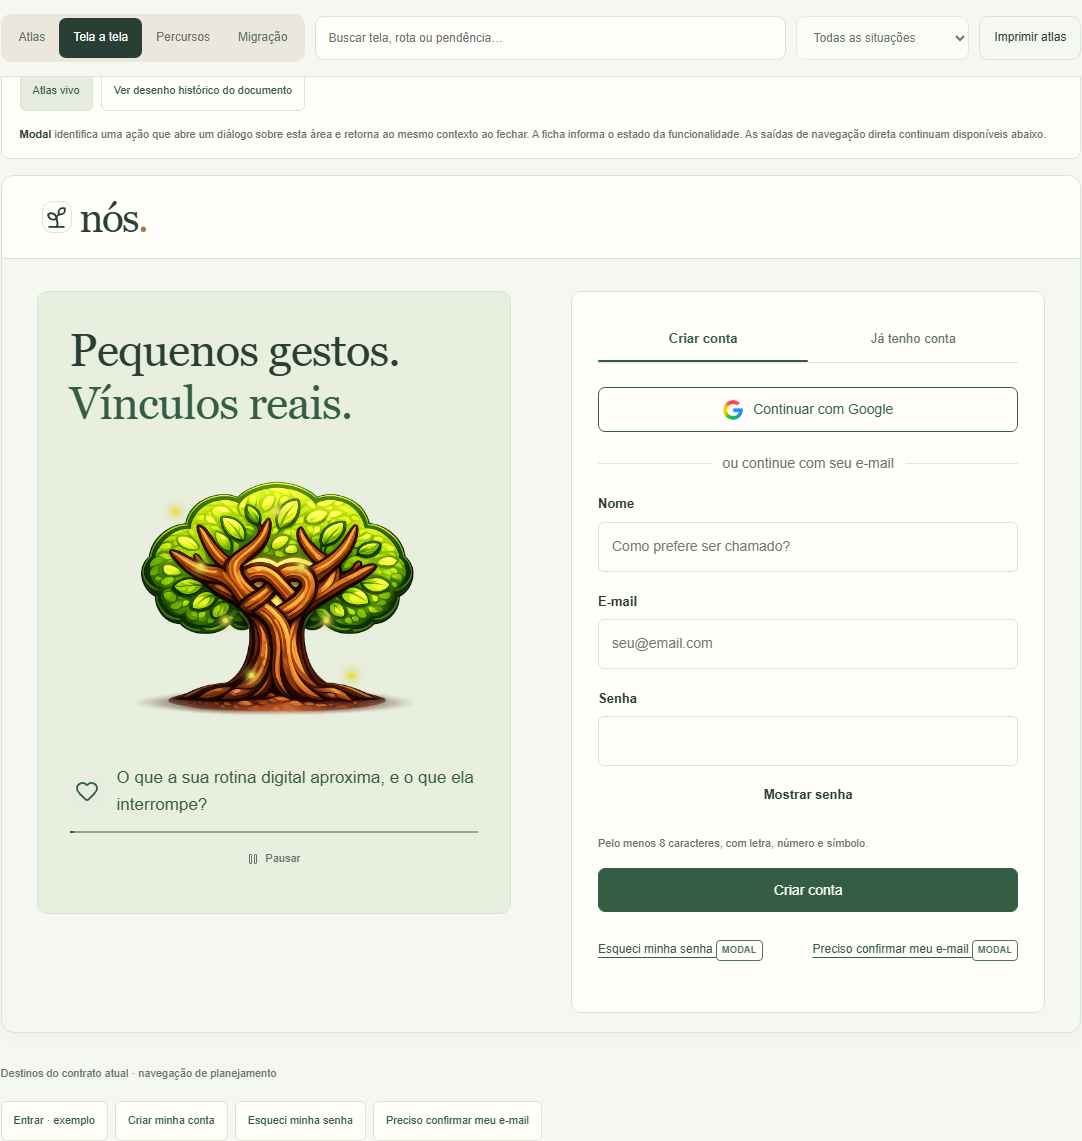 Atlas
Tela a tela
Percursos
Migração
Buscar tela, rota ou pendência…
Todas as situações
Imprimir atlas
Atlas vivo
Ver desenho histórico do documento
Modal identifica uma ação que abre um diálogo sobre esta área e retorna ao mesmo contexto ao fechar. A ficha informa o estado da funcionalidade. As saídas de navegação direta continuam disponíveis abaixo.
nós.
Pequenos gestos.
Vínculos reais.
O que a sua rotina digital aproxima, e o que ela
interrompe?
Pausar
Criar conta
Já tenho conta
Continuar com Google
ou continue com seu e-mail
Nome
Como prefere ser chamado?
E-mail
seu@email.com
Senha
Mostrar senha
Pelo menos 8 caracteres, com letra, número e símbolo.
Criar conta
Esqueci minha senha MODAL
Preciso confirmar meu e-mail MODAL
Destinos do contrato atual · navegação de planejamento
Entrar · exemplo
Criar minha conta
Esqueci minha senha
Preciso confirmar meu e-mail